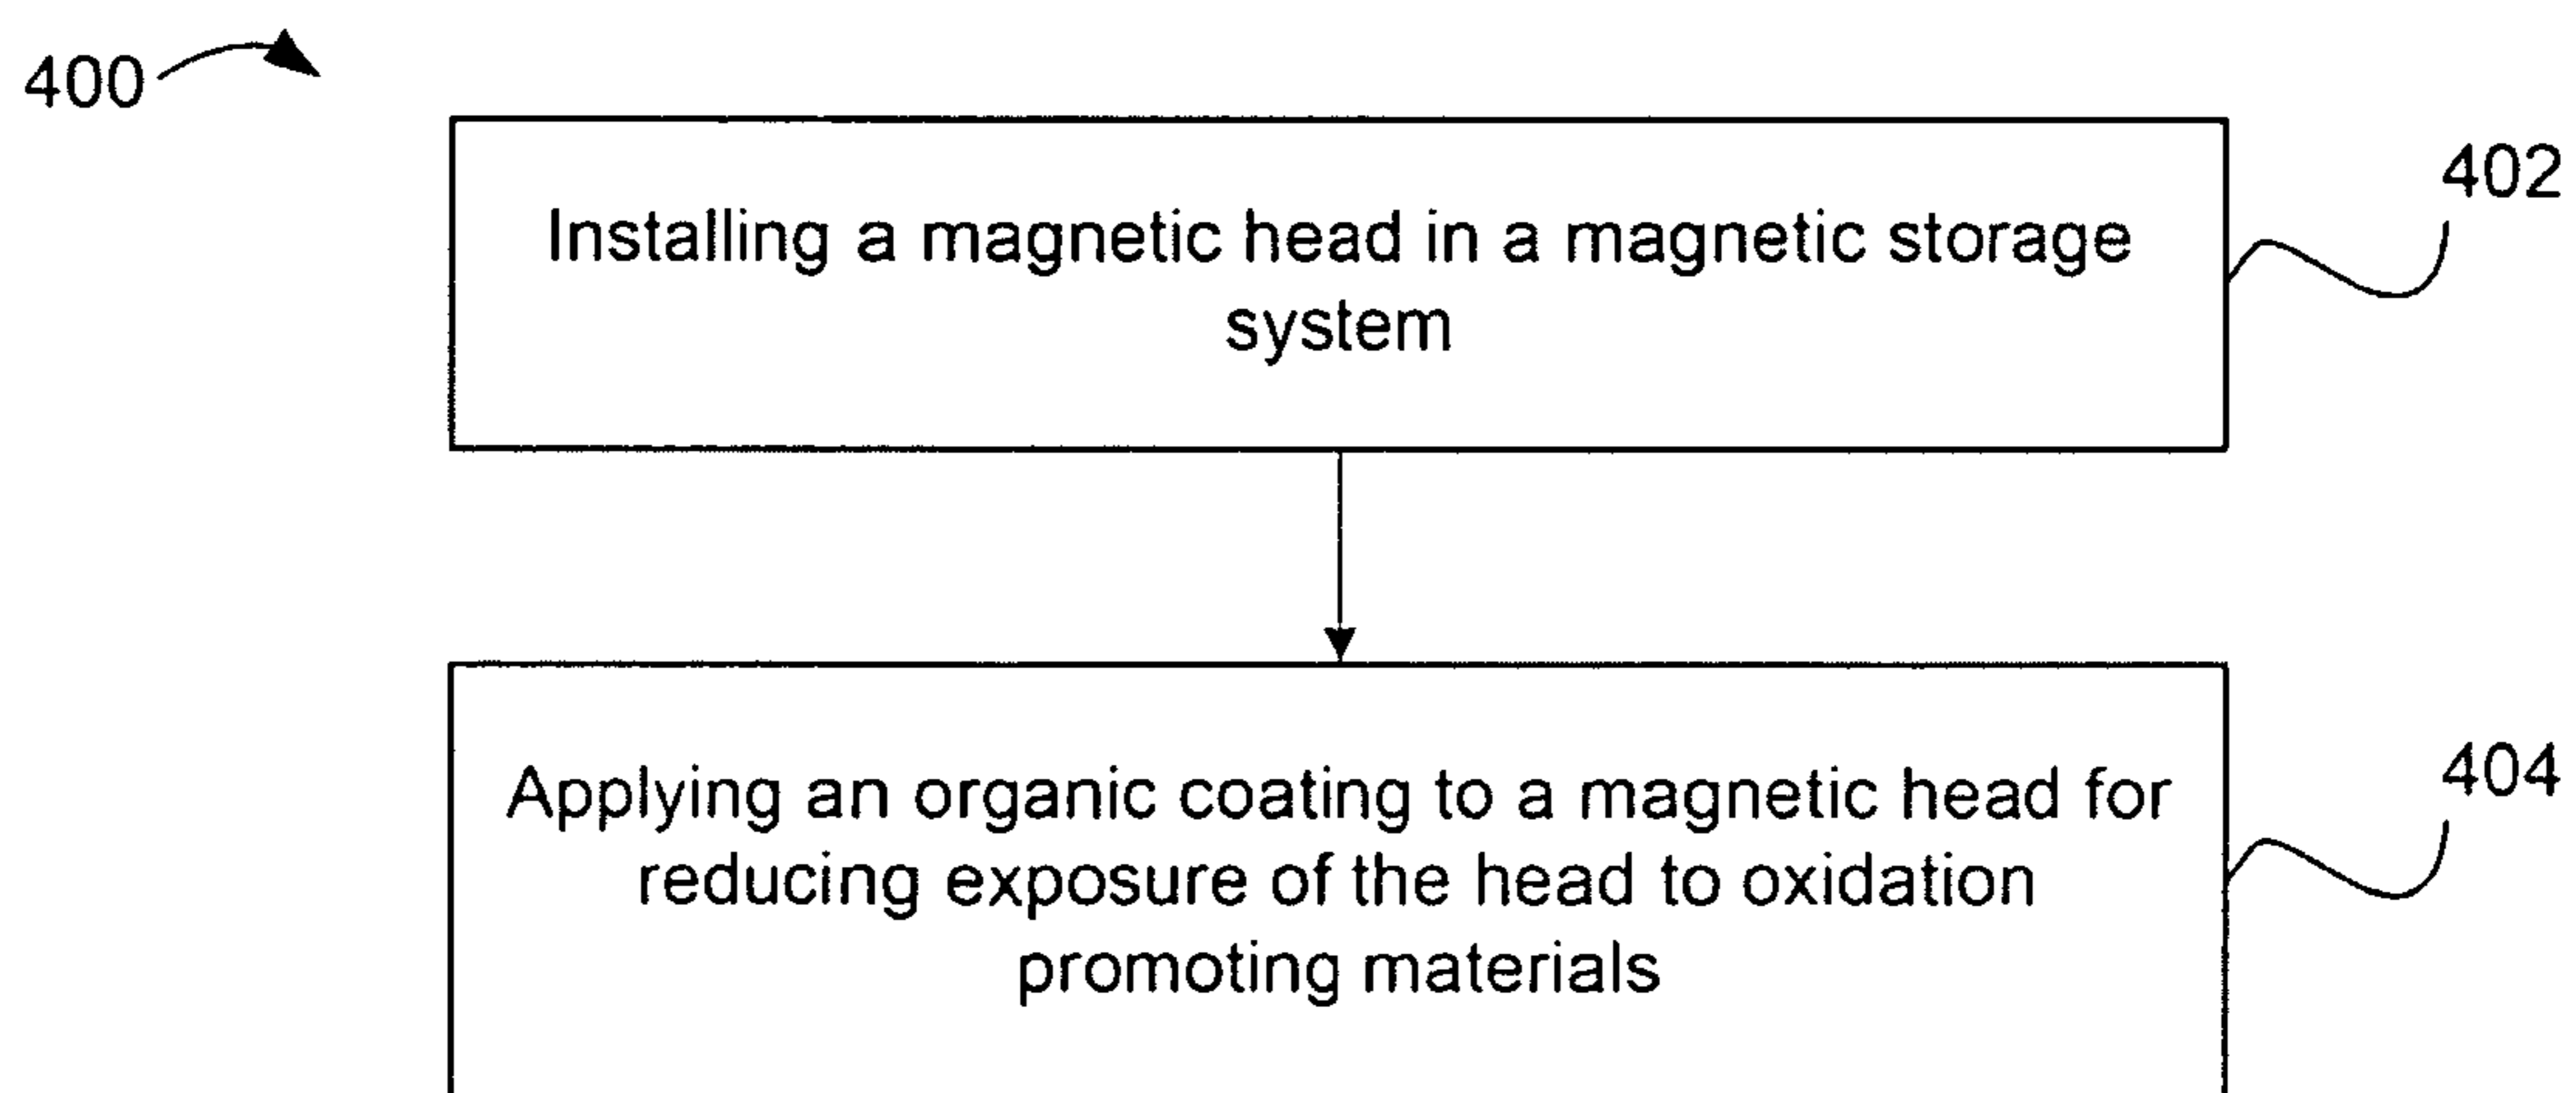 400
Installing a magnetic head in a magnetic storage
system
402
Applying an organic coating to a magnetic head for
reducing exposure of the head to oxidation
promoting materials
404